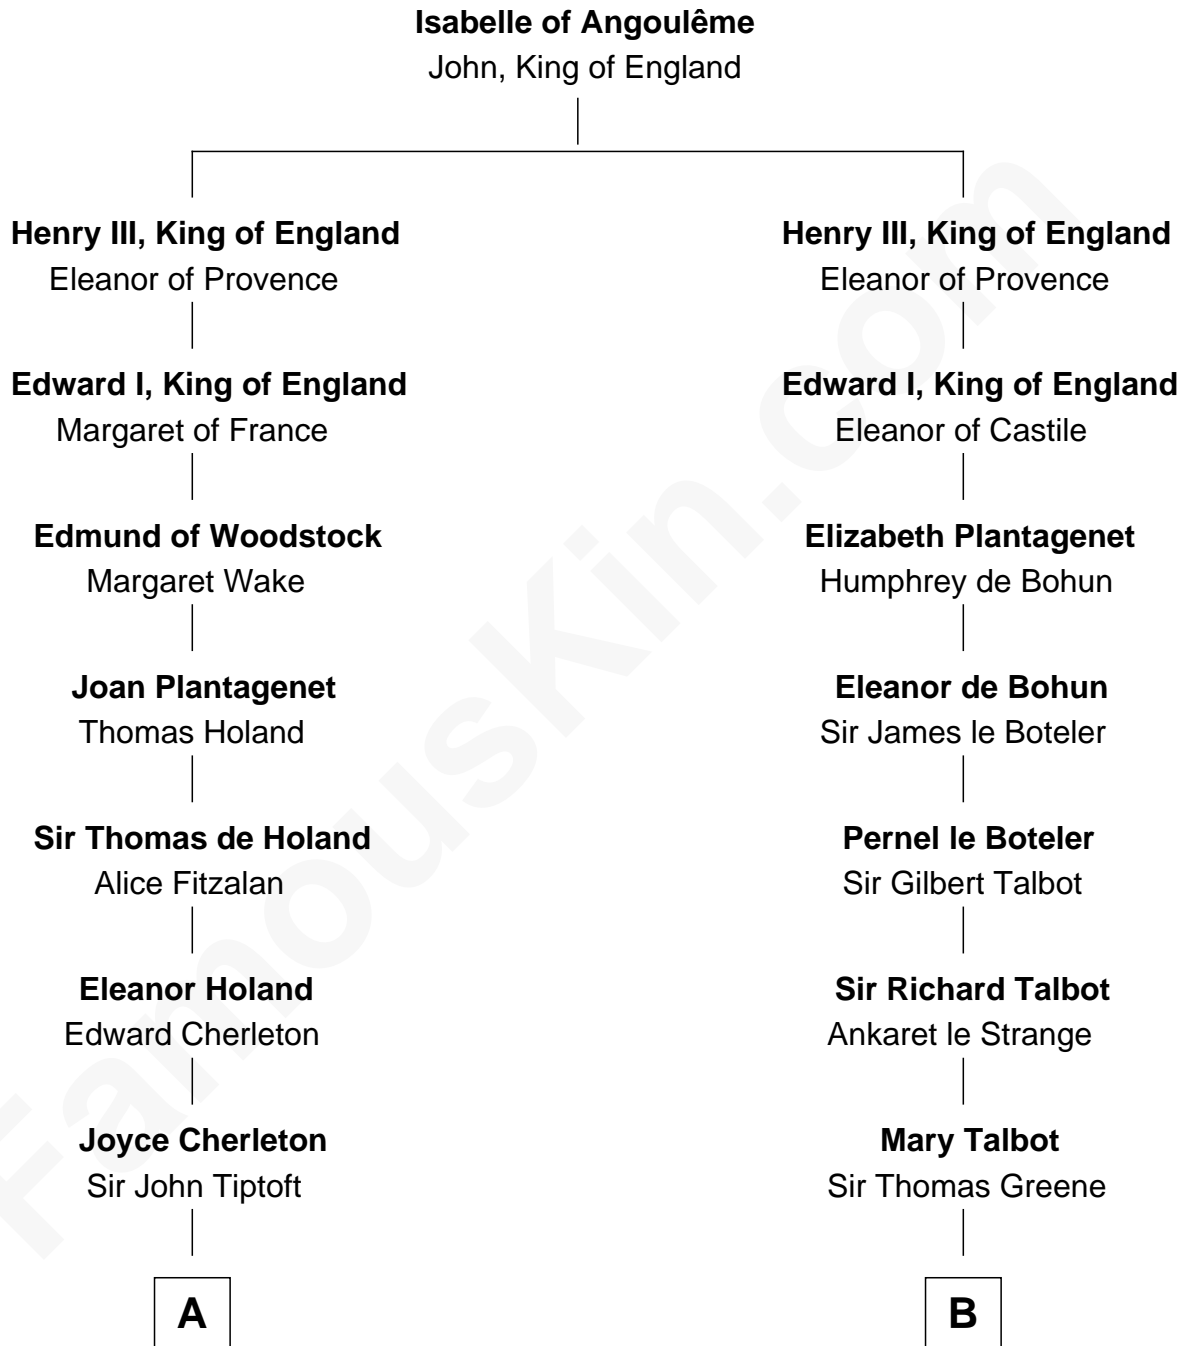 Isabelle of Angoulême
John, King of England
Henry III, King of England
Eleanor of Provence
Henry III, King of England
Eleanor of Provence
Edward I, King of England
Margaret of France
Edward I, King of England
Eleanor of Castile
Edmund of Woodstock
Margaret Wake
Elizabeth Plantagenet
Humphrey de Bohun
Joan Plantagenet
Thomas Holand
Eleanor de Bohun
Sir James le Boteler
Sir Thomas de Holand
Alice Fitzalan
Pernel le Boteler
Sir Gilbert Talbot
Eleanor Holand
Edward Cherleton
Sir Richard Talbot
Ankaret le Strange
Joyce Cherleton
Sir John Tiptoft
Mary Talbot
Sir Thomas Greene
A
B
FamousKin.com